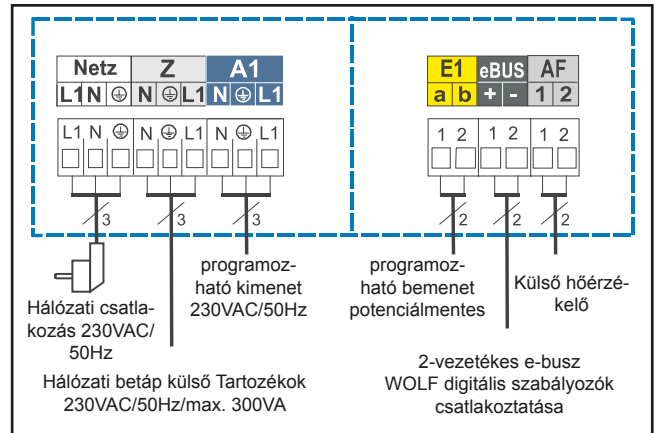 Netz Z A1
L1 N ⏚ N ⏚ L1 N ⏚ L1
L1 N ⏚ N ⏚ L1 N ⏚ L1
3 3 3
Hálózati csatla-
kozás 230VAC/
50Hz
Hálózati betáp külső Tartozékok
230VAC/50Hz/max. 300VA
programoz-
ható kimenet
230VAC/50Hz
E1 eBUS AF
a b + - 1 2
1 2 1 2 1 2
2 2 2
programoz-
ható bemenet
potenciálmentes
2-vezetékes e-busz
WOLF digitális szabályozók
csatlakoztatása
Külső hőérzé-
kelő